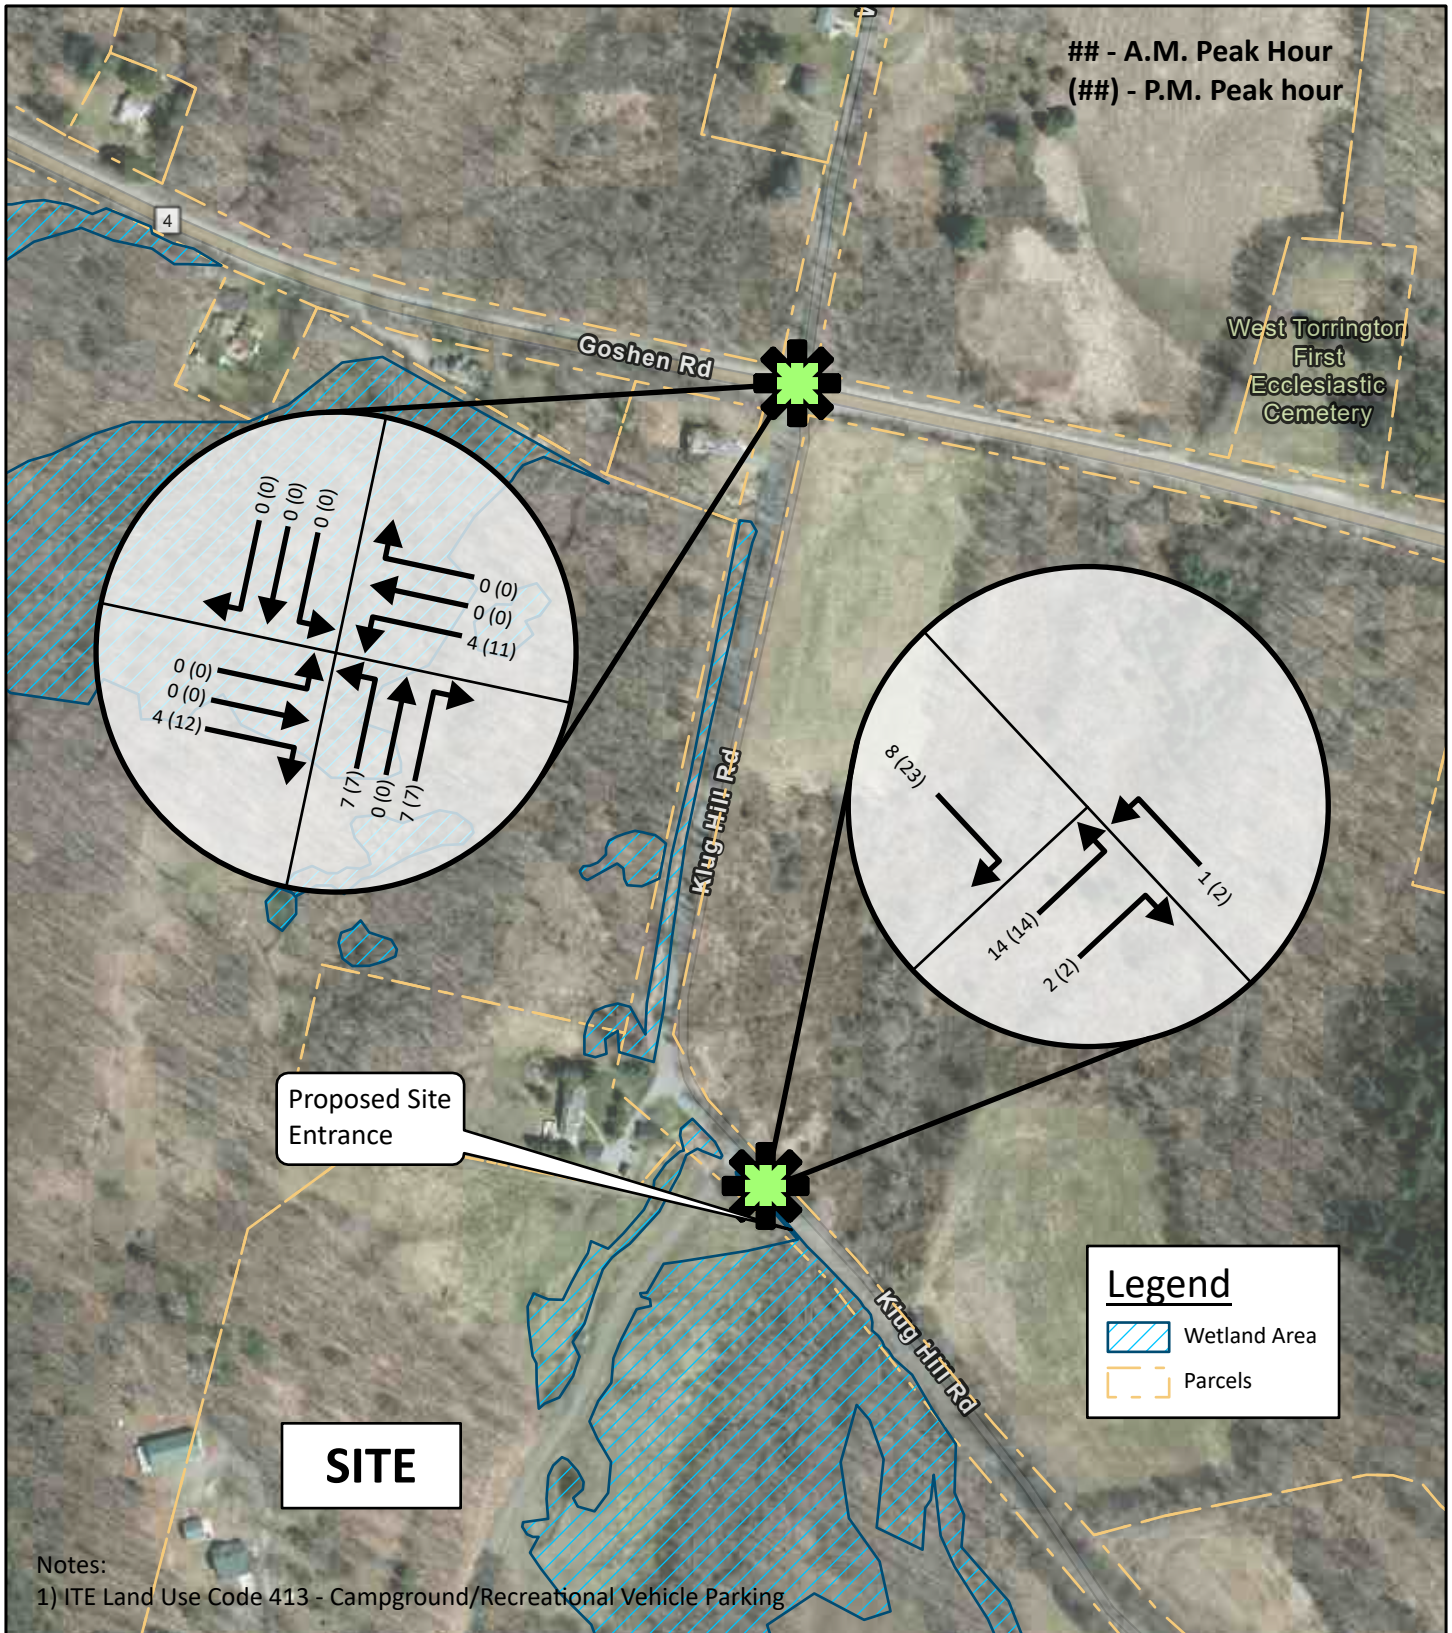 ## - A.M. Peak Hour
(##) - P.M. Peak hour
4
4
Goshen Rd
West Torrington
First
Ecclesiastic
Cemetery
0 (0)
0 (0)
0 (0)
0 (0)
0 (0)
4 (11)
0 (0)
0 (0)
4 (12)
7 (7)
0 (0)
7 (7)
Klug Hill Rd
8 (23)
1 (2)
14 (14)
2 (2)
Proposed Site
Entrance
Klug Hill Rd
Legend
Wetland Area
Parcels
SITE
Notes:
1) ITE Land Use Code 413 - Campground/Recreational Vehicle Parking